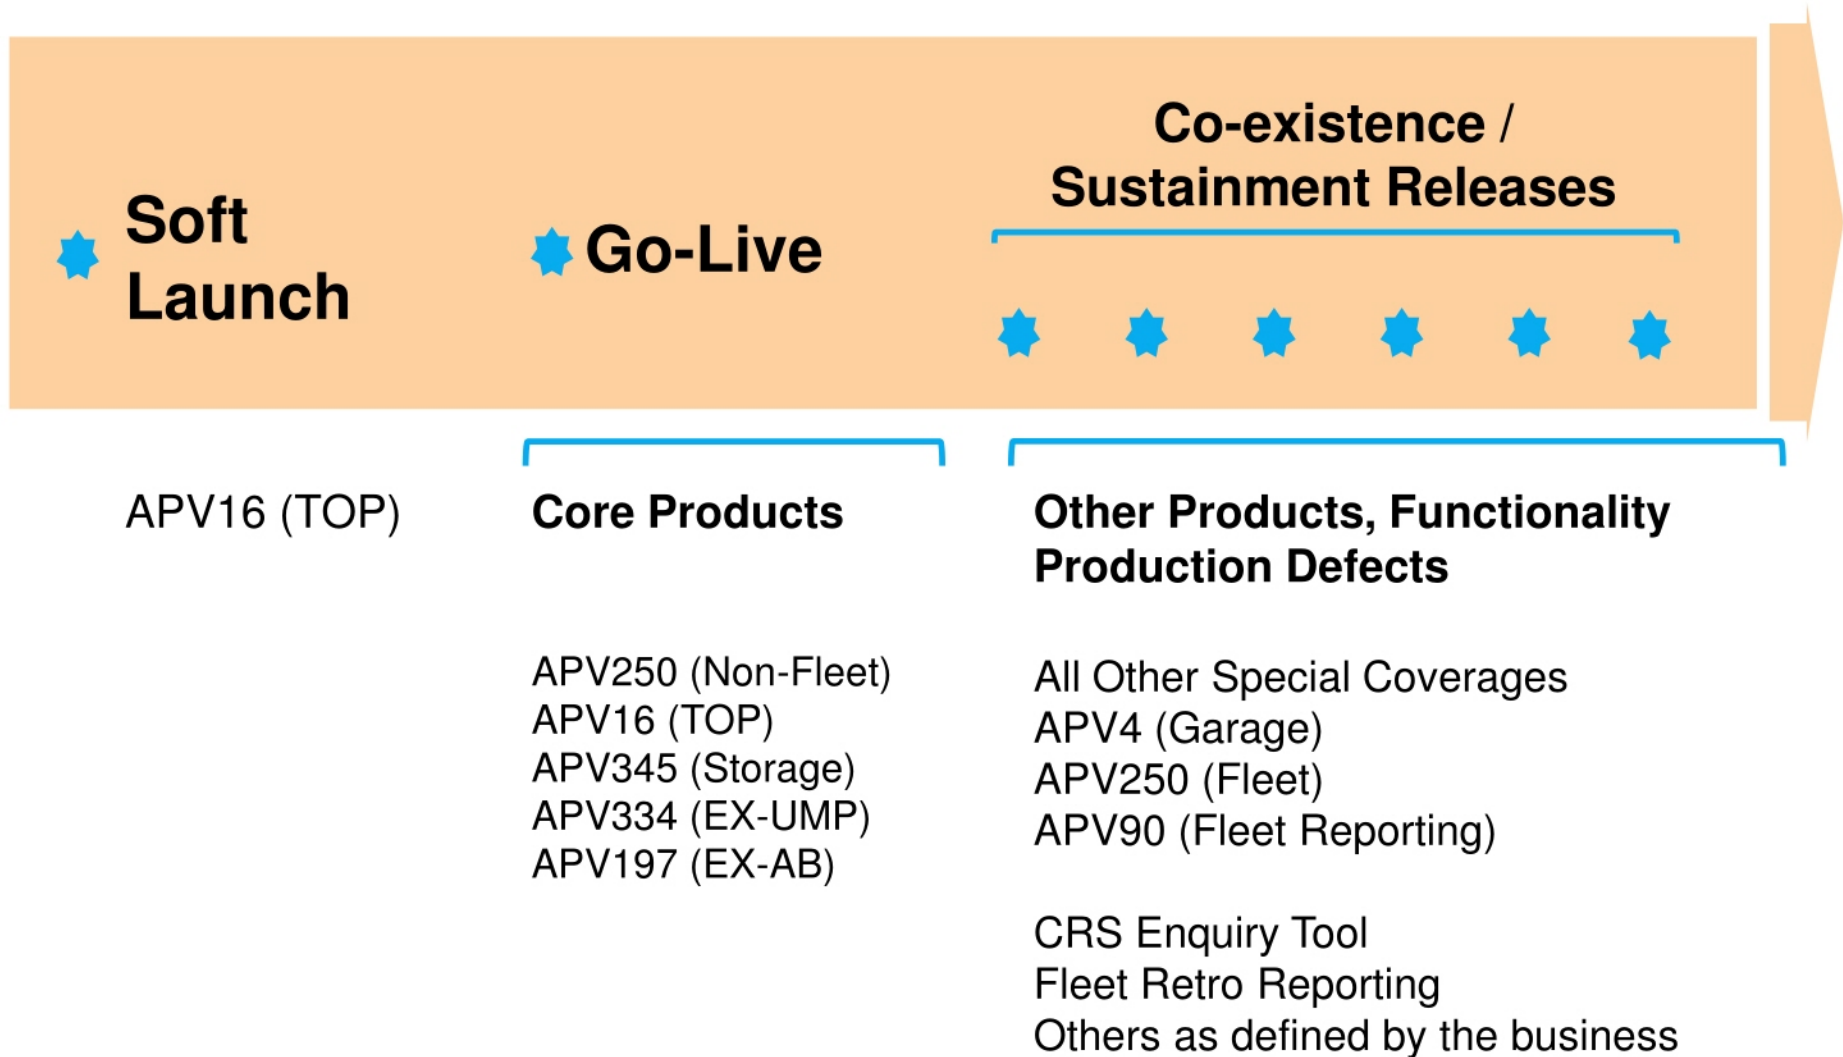 Soft
Launch
Go-Live
Co-existence /
Sustainment Releases
APV16 (TOP)
Core Products
APV250 (Non-Fleet)
APV16 (TOP)
APV345 (Storage)
APV334 (EX-UMP)
APV197 (EX-AB)
Other Products, Functionality
Production Defects
All Other Special Coverages
APV4 (Garage)
APV250 (Fleet)
APV90 (Fleet Reporting)
CRS Enquiry Tool
Fleet Retro Reporting
Others as defined by the business